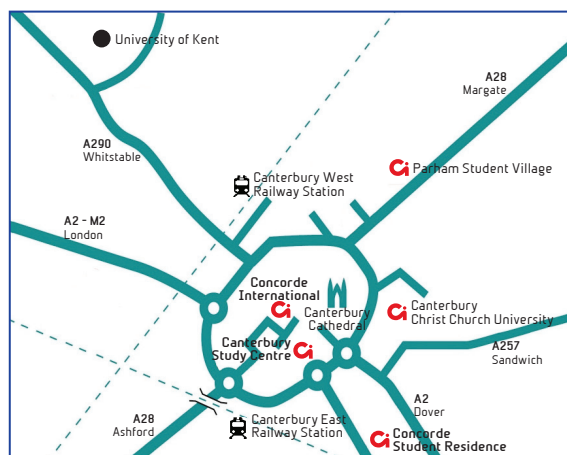 University of Kent
A28
Margate
A290
Whitstable
Parham Student Village
Canterbury West
Railway Station
A2 - M2
London
Concorde
International
Canterbury
Cathedral
Canterbury
Christ Church University
Canterbury
Study Centre
A257
Sandwich
A2
Dover
A28
Ashford
Canterbury East
Railway Station
Concorde
Student Residence